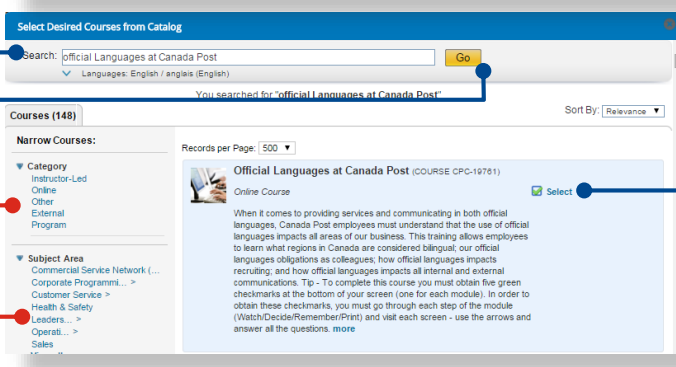 Select Desired Courses from Catalog
Search: official Languages at Canada Post Go
Languages: English / anglais (English)
You searched for "official Languages at Canada Post"
Courses (148)
Sort By: Relevance
Narrow Courses:
Records per Page: 500
Category
Instructor-Led
Online
Other
External
Program
Subject Area
Commercial Service Network (...
Corporate Programmi... >
Customer Service >
Health & Safety
Leaders... >
Operati... >
Sales
Official Languages at Canada Post (COURSE CPC-19761)
Online Course
Select
When it comes to providing services and communicating in both official
languages, Canada Post employees must understand that the use of official
languages impacts all areas of our business. This training allows employees
to learn what regions in Canada are considered bilingual; our official
languages obligations as colleagues; how official languages impacts
recruiting; and how official languages impacts all internal and external
communications. Tip - To complete this course you must obtain five green
checkmarks at the bottom of your screen (one for each module). In order to
obtain these checkmarks, you must go through each step of the module
(Watch/Decide/Remember/Print) and visit each screen - use the arrows and
answer all the questions. more